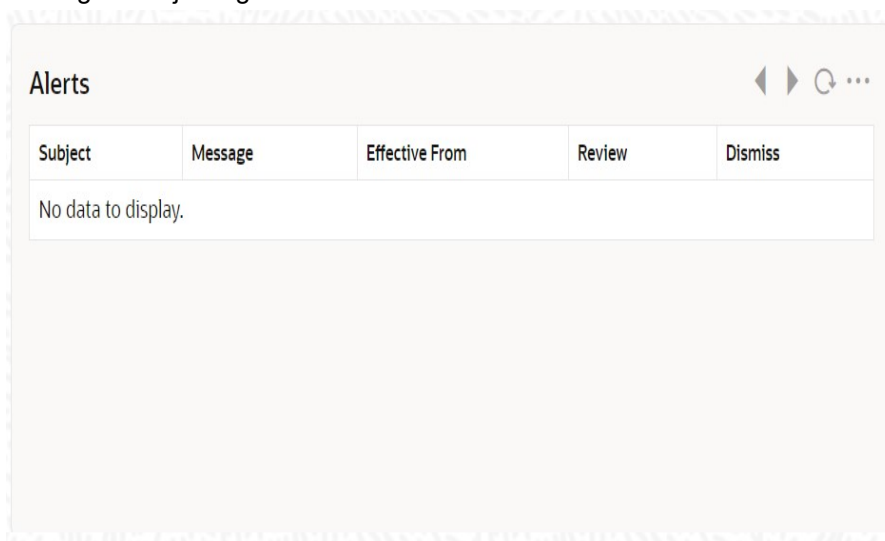 Alerts
Subject Message Effective From Review Dismiss
No data to display.